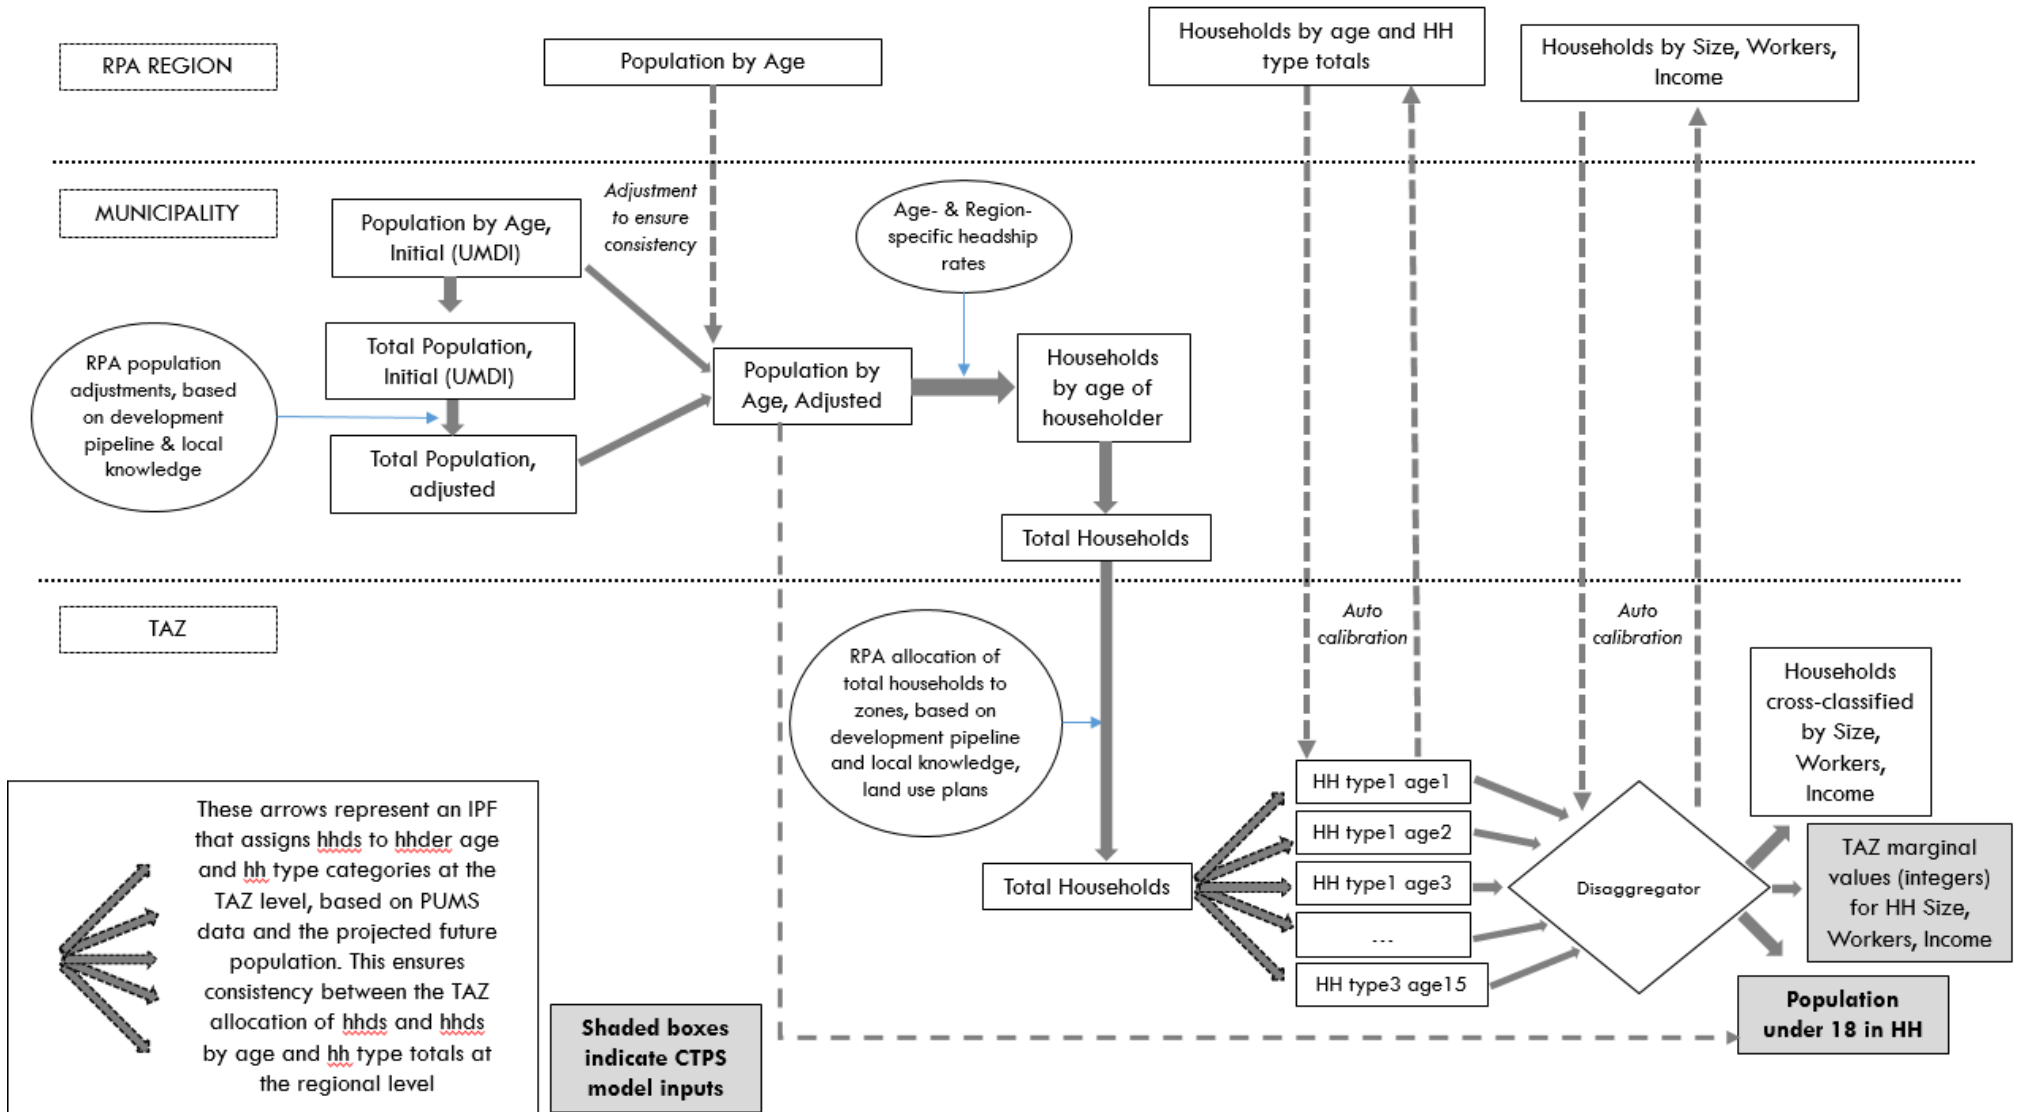 RPA REGION
Population by Age
Households by age and HH
type totals
Households by Size, Workers,
Income
MUNICIPALITY
Population by Age,
Initial (UMDI)
Adjustment
to ensure
consistency
Age- & Region-
specific headship
rates
RPA population
adjustments, based
on development
pipeline & local
knowledge
Total Population,
Initial (UMDI)
Total Population,
adjusted
Population by
Age, Adjusted
Households
by age of
householder
Total Households
TAZ
RPA allocation of
total households to
zones, based on
development pipeline
and local knowledge,
land use plans
Auto
calibration
Auto
calibration
Total Households
HH type1 age1
HH type1 age2
HH type1 age3
...
HH type3 age15
Disaggregator
Households
cross-classified
by Size,
Workers,
Income
TAZ marginal
values (integers)
for HH Size,
Workers, Income
Population
under 18 in HH
These arrows represent an IPF
that assigns hhds to hhder age
and hh type categories at the
TAZ level, based on PUMS
data and the projected future
population. This ensures
consistency between the TAZ
allocation of hhds and hhds
by age and hh type totals at
the regional level
Shaded boxes
indicate CTPS
model inputs